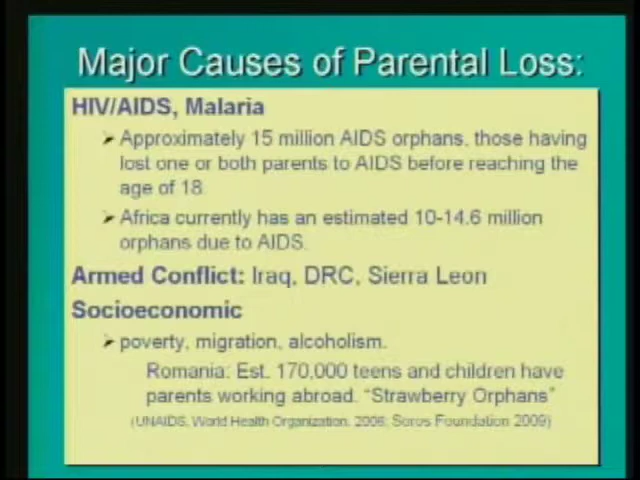 Major Causes of Parental Loss:
HIV/AIDS, Malaria
➢ Approximately 15 million AIDS orphans, those having
lost one or both parents to AIDS before reaching the
age of 18
➢ Africa currently has an estimated 10-14.6 million
orphans due to AIDS.
Armed Conflict: Iraq, DRC, Sierra Leon
Socioeconomic
➢ poverty, migration, alcoholism.
Romania: Est. 170,000 teens and children have
parents working abroad. “Strawberry Orphans”
(UNAIDS, World Health Organization, 2006; Soros Foundation 2009)